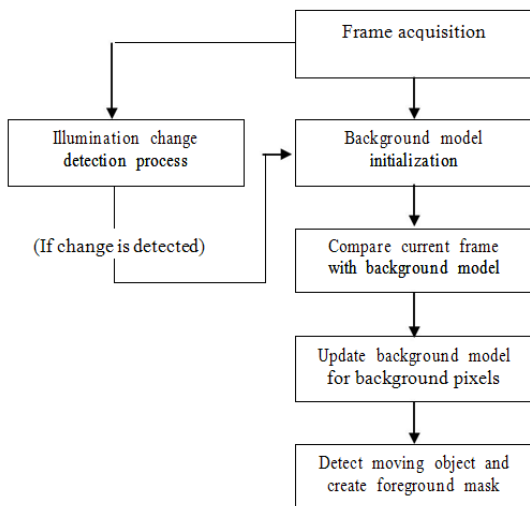 Frame acquisition
Illumination change
detection process
Background model
initialization
(If change is detected)
Compare current frame
with background model
Update background model
for background pixels
Detect moving object and
create foreground mask